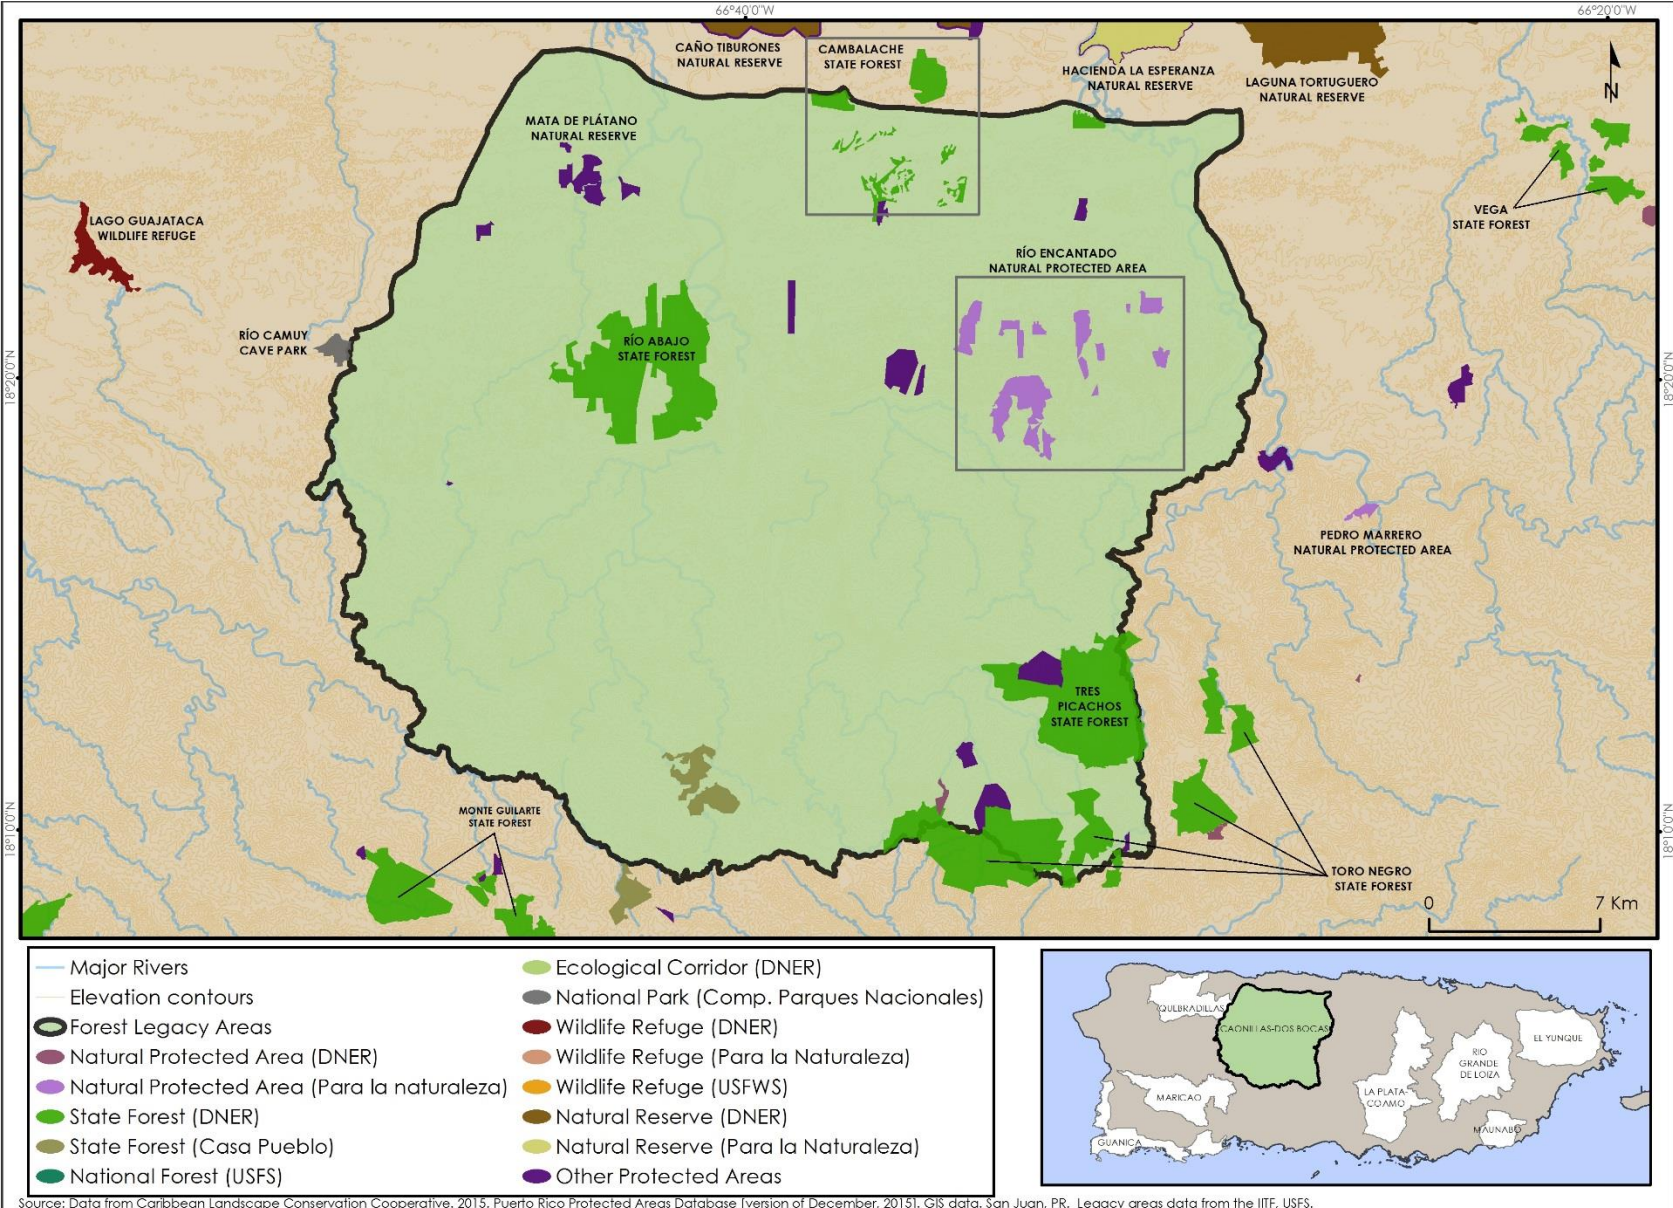 66°40'0"W
66°20'0"W
CAÑO TIBURONES
NATURAL RESERVE
CAMBALACHE
STATE FOREST
HACIENDA LA ESPERANZA
NATURAL RESERVE
LAGUNA TORTUGUERO
NATURAL RESERVE
N
MATA DE PLÁTANO
NATURAL RESERVE
LAGO GUAJATACA
WILDLIFE REFUGE
VEGA
STATE FOREST
RÍO ENCANTADO
NATURAL PROTECTED AREA
RÍO CAMUY
CAVE PARK
RÍO ABAJO
STATE FOREST
18°20'0"N
18°20'0"N
PEDRO MARRERO
NATURAL PROTECTED AREA
TRES
PICACHOS
STATE FOREST
MONTE GUILARTE
STATE FOREST
18°10'0"N
18°10'0"N
TORO NEGRO
STATE FOREST
0 7 Km
Major Rivers
Elevation contours
Forest Legacy Areas
Natural Protected Area (DNER)
Natural Protected Area (Para la naturaleza)
State Forest (DNER)
State Forest (Casa Pueblo)
National Forest (USFS)
Ecological Corridor (DNER)
National Park (Comp. Parques Nacionales)
Wildlife Refuge (DNER)
Wildlife Refuge (Para la Naturaleza)
Wildlife Refuge (USFWS)
Natural Reserve (DNER)
Natural Reserve (Para la Naturaleza)
Other Protected Areas
QUEBRADILLAS
CAONILLAS-DOS BOCAS
EL YUNQUE
RIO
GRANDE
DE LOIZA
MARICAO
LA PLATA-
COAMO
MAUNABO
GUANICA
Source: Data from Caribbean Landscape Conservation Cooperative. 2015. Puerto Rico Protected Areas Database [version of December, 2015]. GIS data. San Juan, PR. Legacy areas data from the IITF, USFS.